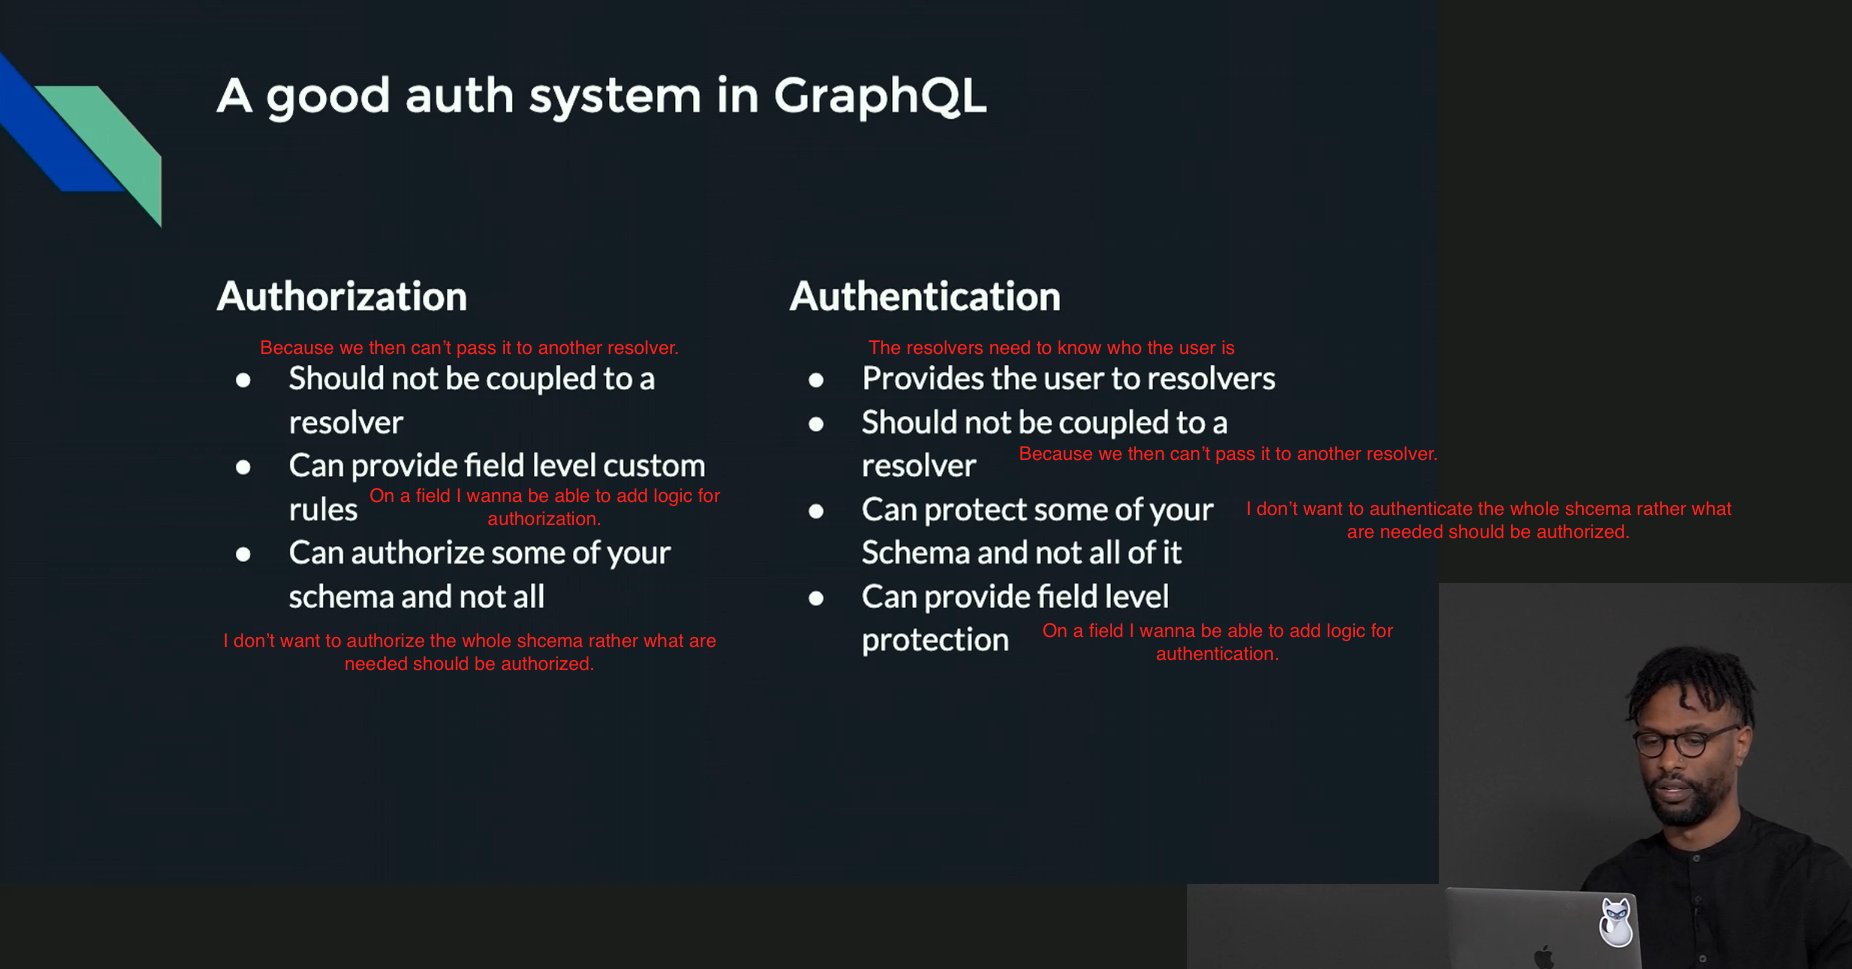 A good auth system in GraphQL
Authorization
Because we then can't pass it to another resolver.
Should not be coupled to a
resolver
Can provide field level custom
rules
On a field I wanna be able to add logic for
authorization.
Can authorize some of your
schema and not all
I don't want to authorize the whole shcema rather what are
needed should be authorized.
Authentication
The resolvers need to know who the user is
Provides the user to resolvers
Should not be coupled to a
resolver
Because we then can't pass it to another resolver.
Can protect some of your
Schema and not all of it
I don't want to authenticate the whole shcema rather what
are needed should be authorized.
Can provide field level
protection
On a field I wanna be able to add logic for
authentication.